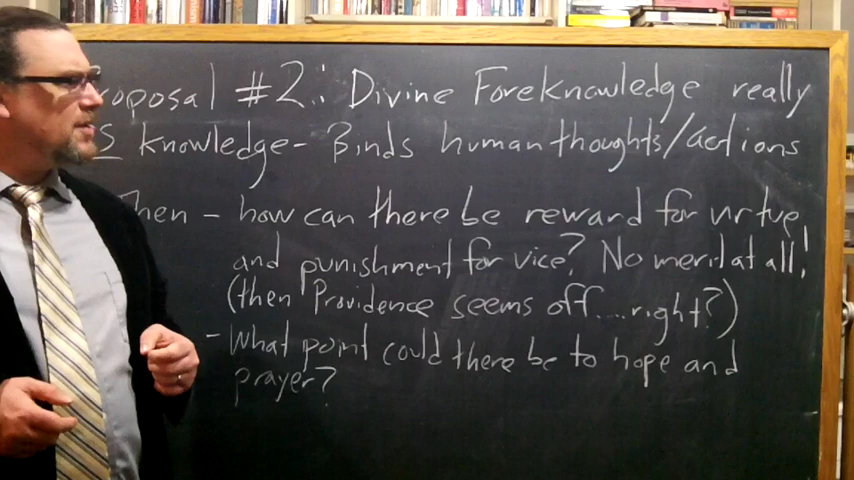 roposal #2: Divine Foreknowledge really
S knowledge- Binds human thoughts/actions
Then - how can there be reward for virtue
and punishment for vice? No merit at all!
(then Providence seems off....right?)
- What point could there be to hope and
prayer?